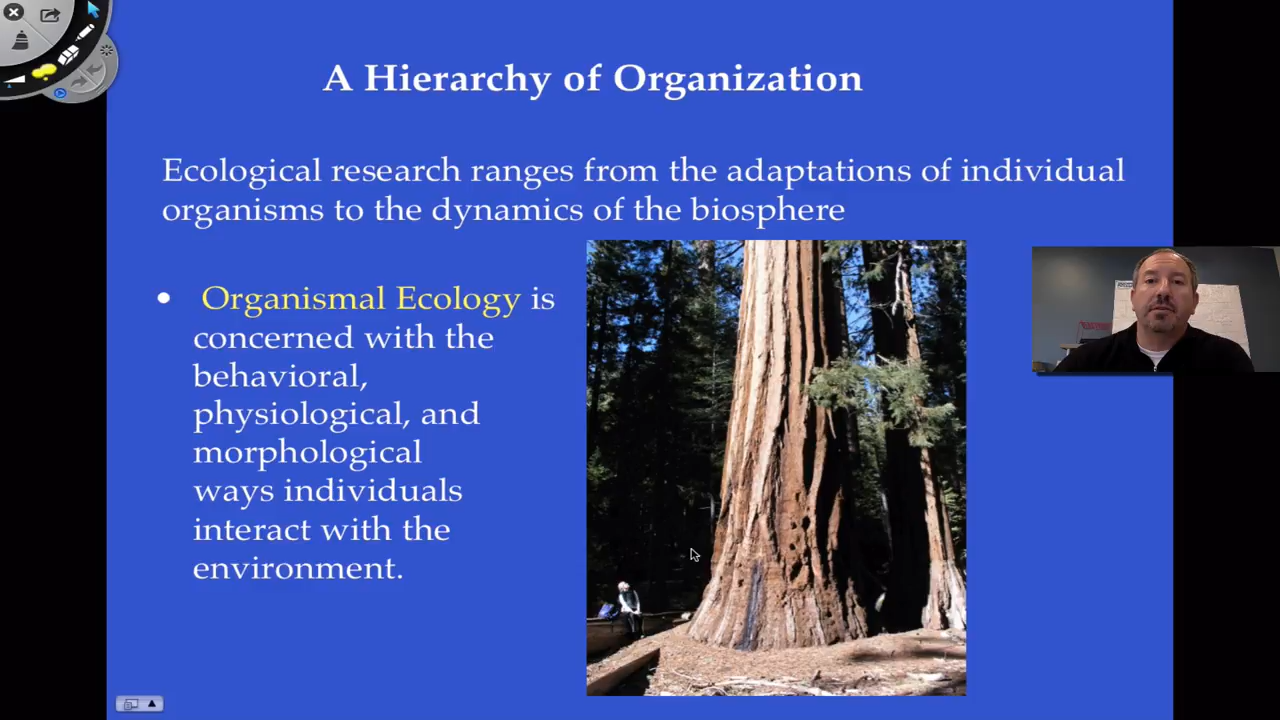 A Hierarchy of Organization
Ecological research ranges from the adaptations of individual
organisms to the dynamics of the biosphere
• Organismal Ecology is
concerned with the
behavioral,
physiological, and
morphological
ways individuals
interact with the
environment.